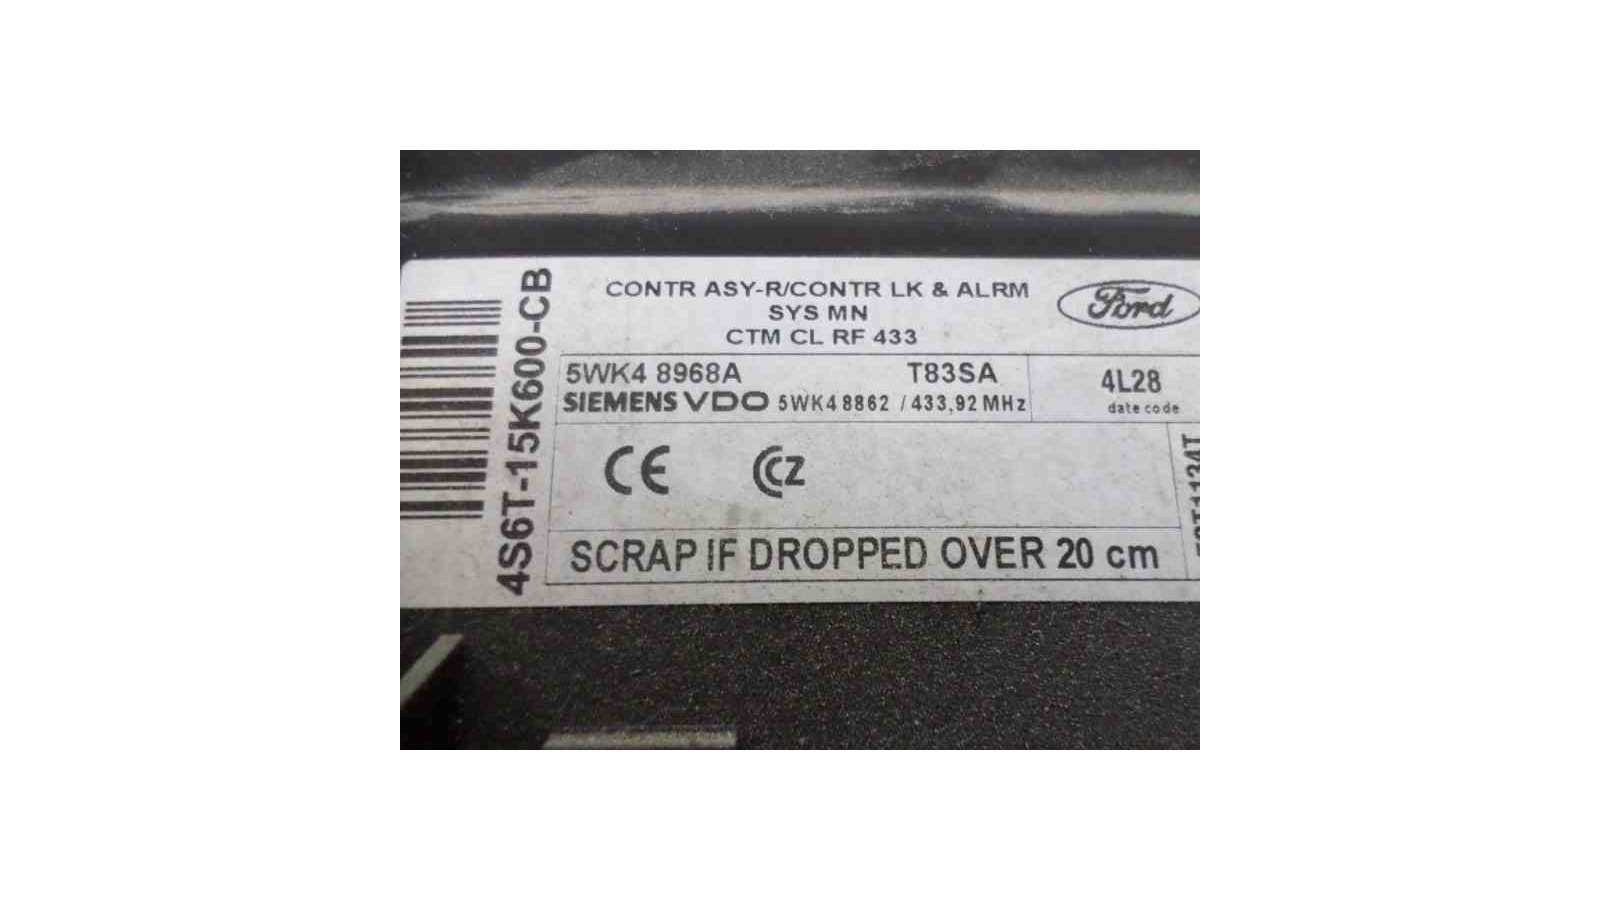 4S6T-15K600-CB
CONTR ASY-R/CONTR LK & ALRM
SYS MN
CTM CL RF 433
Ford
5WK4 8968A T83SA
SIEMENS VDO 5WK4 8862 / 433,92 MHz
4L28
date code
CE
CZ
SCRAP IF DROPPED OVER 20 cm